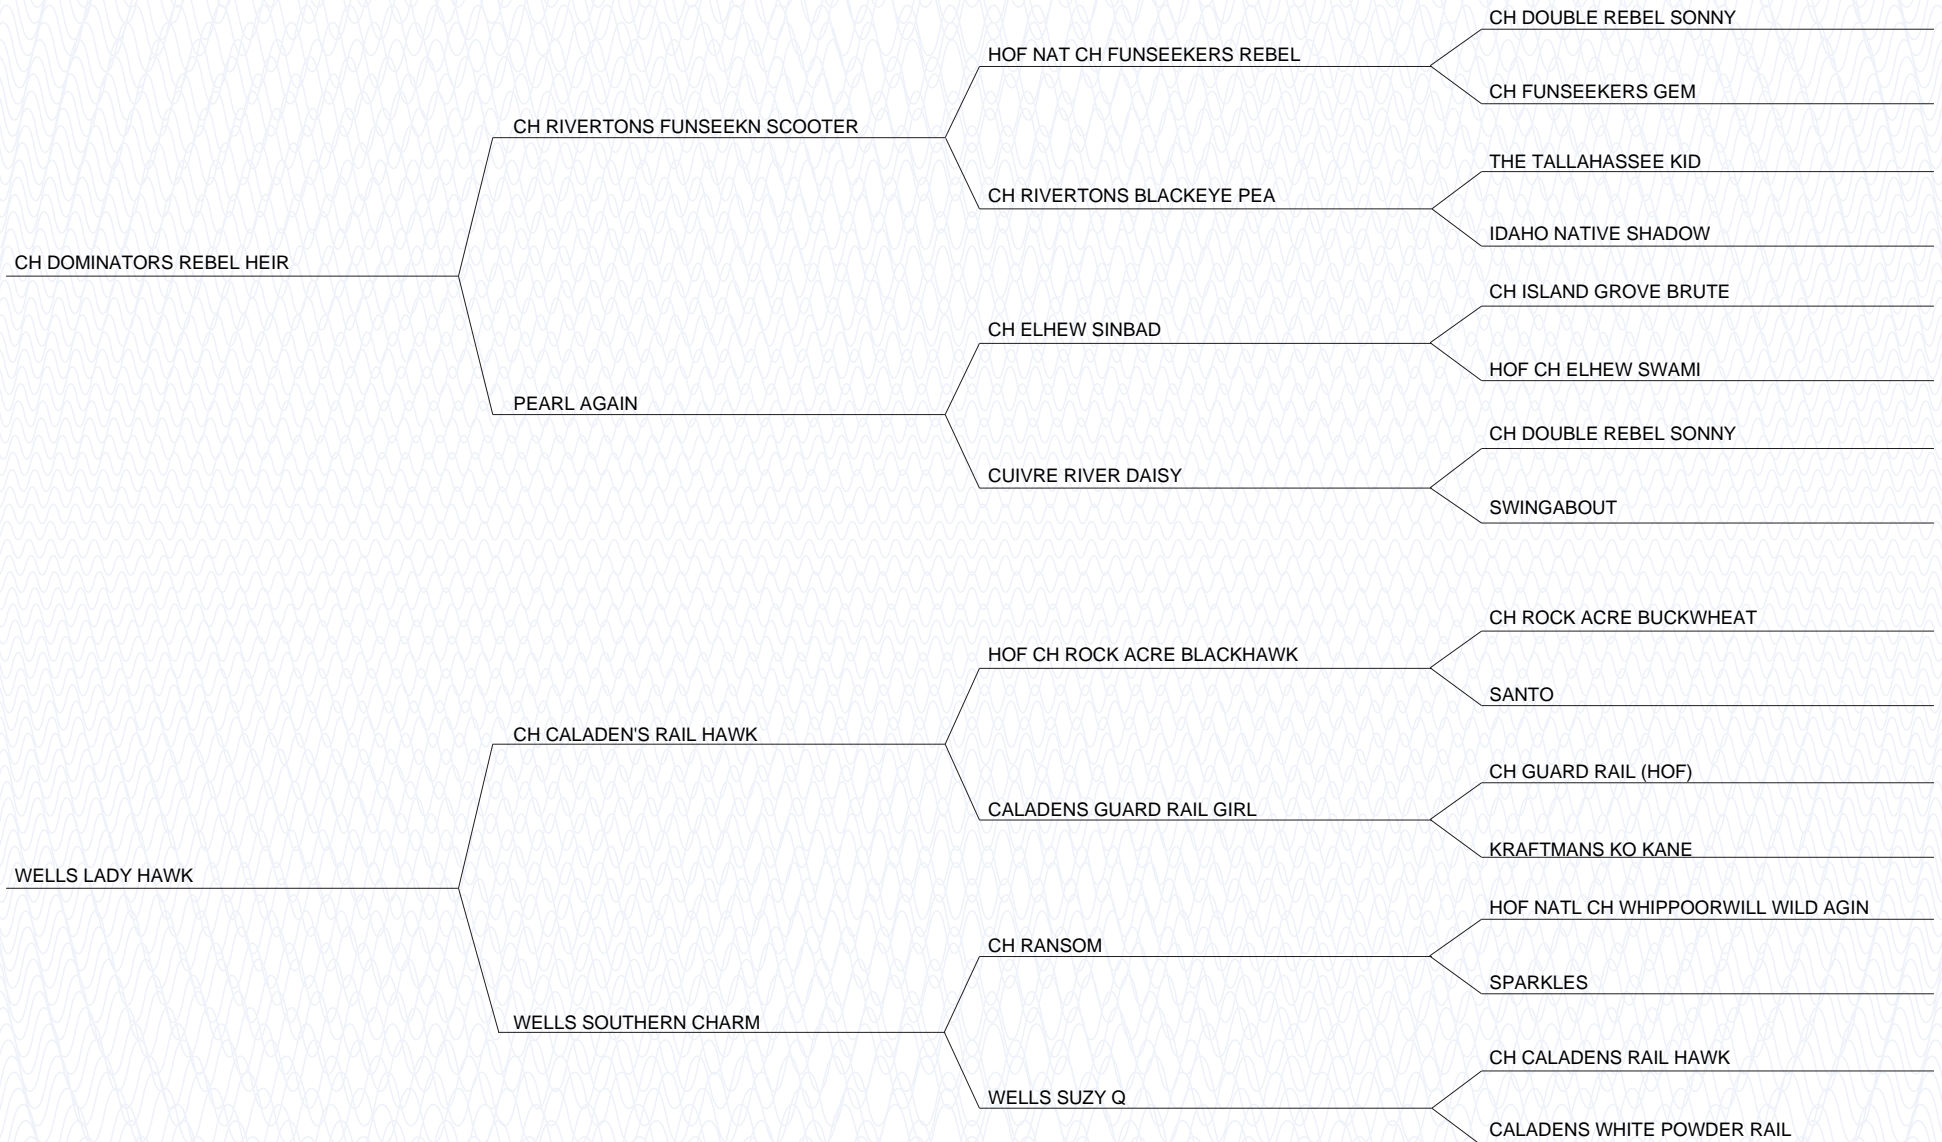 CH DOUBLE REBEL SONNY
HOF NAT CH FUNSEEKERS REBEL
CH FUNSEEKERS GEM
CH RIVERTONS FUNSEEKN SCOOTER
THE TALLAHASSEE KID
CH RIVERTONS BLACKEYE PEA
IDAHO NATIVE SHADOW
CH DOMINATORS REBEL HEIR
CH ISLAND GROVE BRUTE
CH ELHEW SINBAD
HOF CH ELHEW SWAMI
PEARL AGAIN
CH DOUBLE REBEL SONNY
CUIVRE RIVER DAISY
SWINGABOUT
CH ROCK ACRE BUCKWHEAT
HOF CH ROCK ACRE BLACKHAWK
SANTO
CH CALADEN'S RAIL HAWK
CH GUARD RAIL (HOF)
CALADENS GUARD RAIL GIRL
KRAFTMANS KO KANE
WELLS LADY HAWK
HOF NATL CH WHIPPOORWILL WILD AGIN
CH RANSOM
SPARKLES
WELLS SOUTHERN CHARM
CH CALADENS RAIL HAWK
WELLS SUZY Q
CALADENS WHITE POWDER RAIL